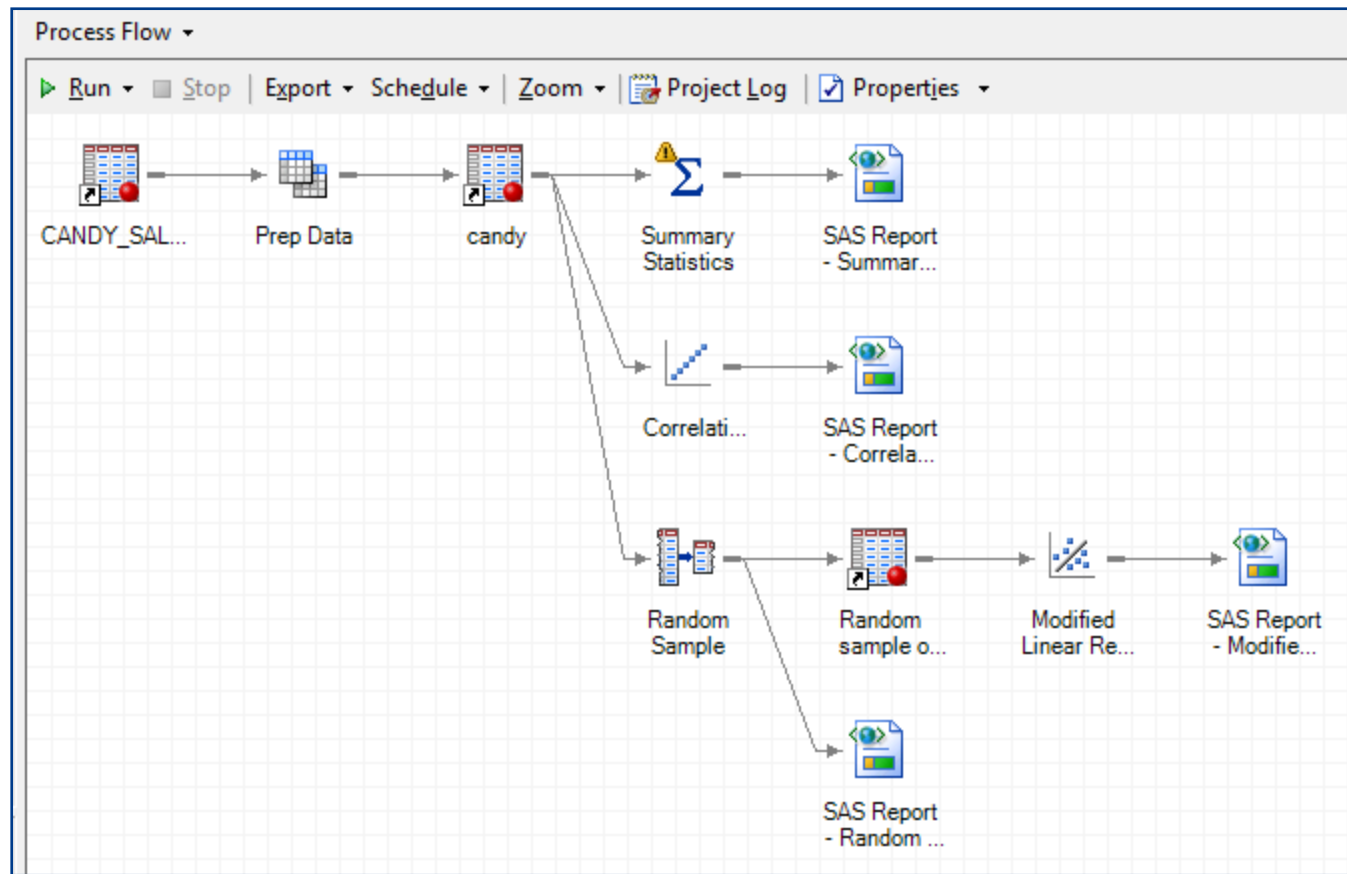 Process Flow
Run Stop Export Schedule Zoom Project Log Properties
CANDY_SAL...
Prep Data
candy
Summary
Statistics
SAS Report
- Summar...
Correlati...
SAS Report
- Correla...
Random
Sample
Random
sample o...
Modified
Linear Re...
SAS Report
- Modifie...
SAS Report
- Random ...